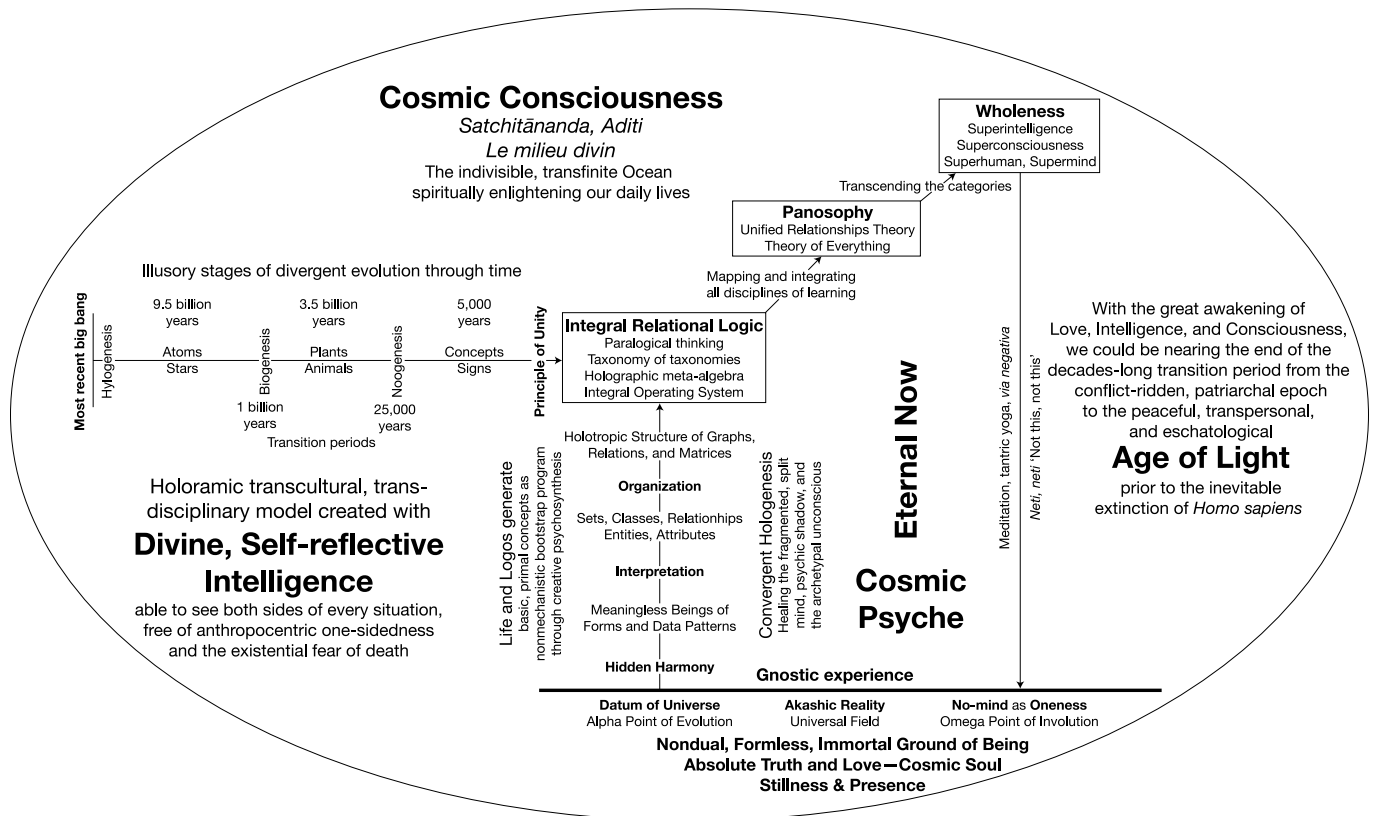 Cosmic Consciousness
Satchitānanda, Aditi
Le milieu divin
The indivisible, transfinite Ocean
spiritually enlightening our daily lives
Wholeness
Superintelligence
Superconsciousness
Superhuman, Supermind
Transcending the categories
Panosophy
Unified Relationships Theory
Theory of Everything
Mapping and integrating
all disciplines of learning
Illusory stages of divergent evolution through time
Most recent big bang
Hylogenesis
9.5 billion
years
Atoms
Stars
Biogenesis
1 billion
years
3.5 billion
years
Plants
Animals
Noogenesis
25,000
years
Transition periods
5,000
years
Concepts
Signs
Principle of Unity
Integral Relational Logic
Paralogical thinking
Taxonomy of taxonomies
Holographic meta-algebra
Integral Operating System
Holotropic Structure of Graphs,
Relations, and Matrices
Organization
Sets, Classes, Relationhips
Entities, Attributes
Interpretation
Meaningless Beings of
Forms and Data Patterns
Hidden Harmony
Life and Logos generate
basic, primal concepts as
nonmechanistic bootstrap program
through creative psychosynthesis
Convergent Hologenesis
Healing the fragmented, split
mind, psychic shadow, and
the archetypal unconscious
Eternal Now
Cosmic
Psyche
Meditation, tantric yoga, via negativa
Neti, neti ‘Not this, not this’
With the great awakening of
Love, Intelligence, and Consciousness,
we could be nearing the end of the
decades-long transition period from the
conflict-ridden, patriarchal epoch
to the peaceful, transpersonal,
and eschatological
Age of Light
prior to the inevitable
extinction of Homo sapiens
Holoramic transcultural, trans-
disciplinary model created with
Divine, Self-reflective
Intelligence
able to see both sides of every situation,
free of anthropocentric one-sidedness
and the existential fear of death
Gnostic experience
Datum of Universe
Alpha Point of Evolution
Akashic Reality
Universal Field
No-mind as Oneness
Omega Point of Involution
Nondual, Formless, Immortal Ground of Being
Absolute Truth and Love—Cosmic Soul
Stillness & Presence